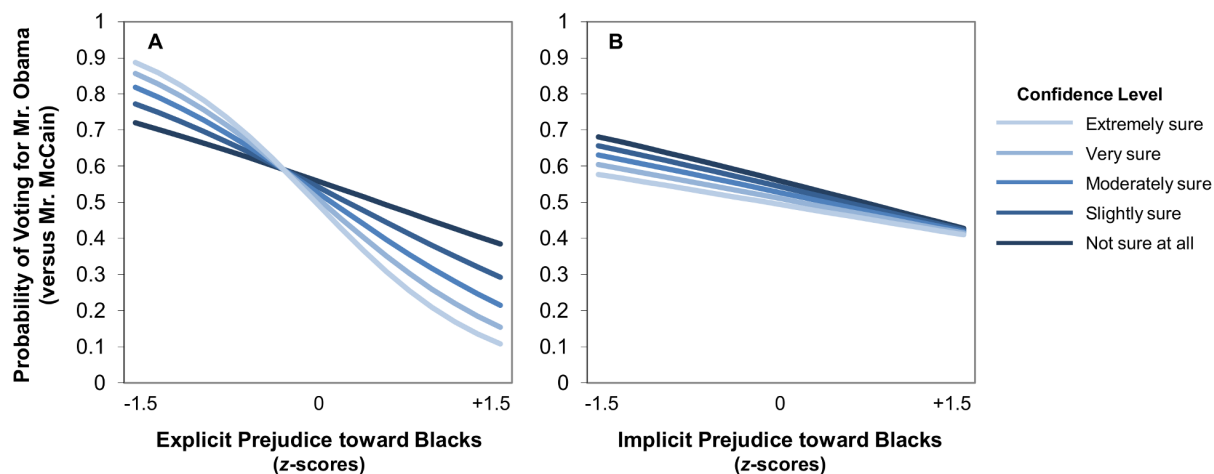 Probability of Voting for Mr. Obama
(versus Mr. McCain)
1
0.9
0.8
0.7
0.6
0.5
0.4
0.3
0.2
0.1
0
A
-1.5 0 +1.5
Explicit Prejudice toward Blacks
(z-scores)
1
0.9
0.8
0.7
0.6
0.5
0.4
0.3
0.2
0.1
0
B
-1.5 0 +1.5
Implicit Prejudice toward Blacks
(z-scores)
Confidence Level
Extremely sure
Very sure
Moderately sure
Slightly sure
Not sure at all